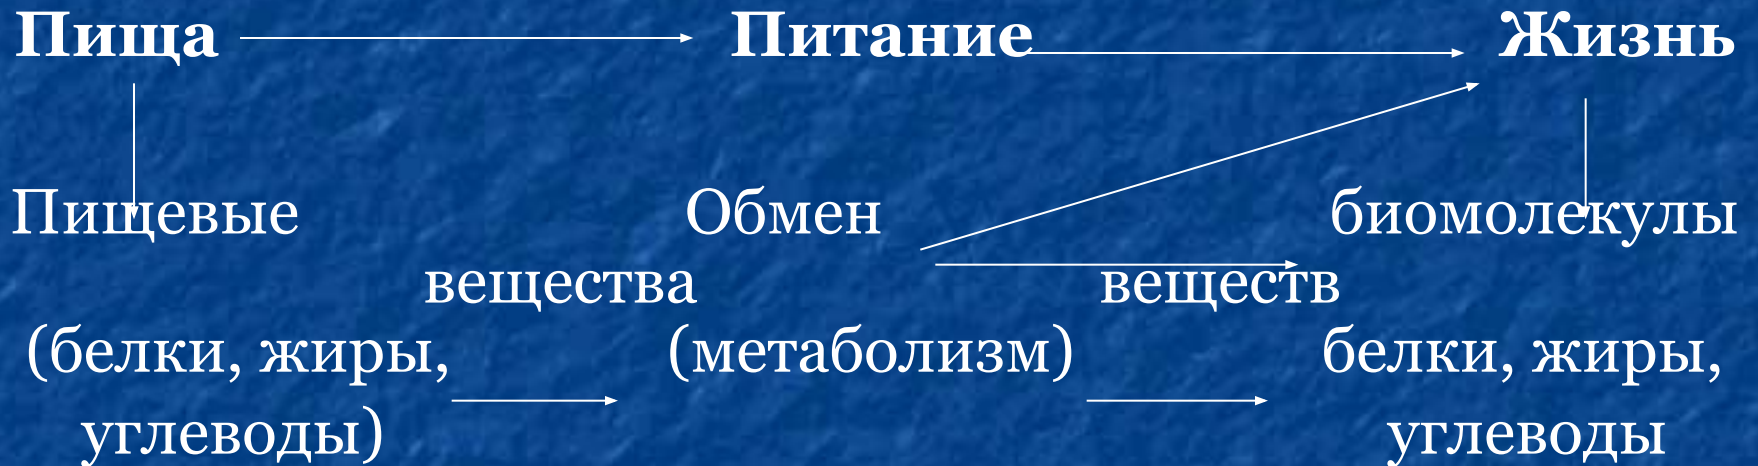 Пища Питание Жизнь
Пищевые Обмен биомолекулы
вещества веществ
(белки, жиры, (метаболизм) белки, жиры,
углеводы) углеводы